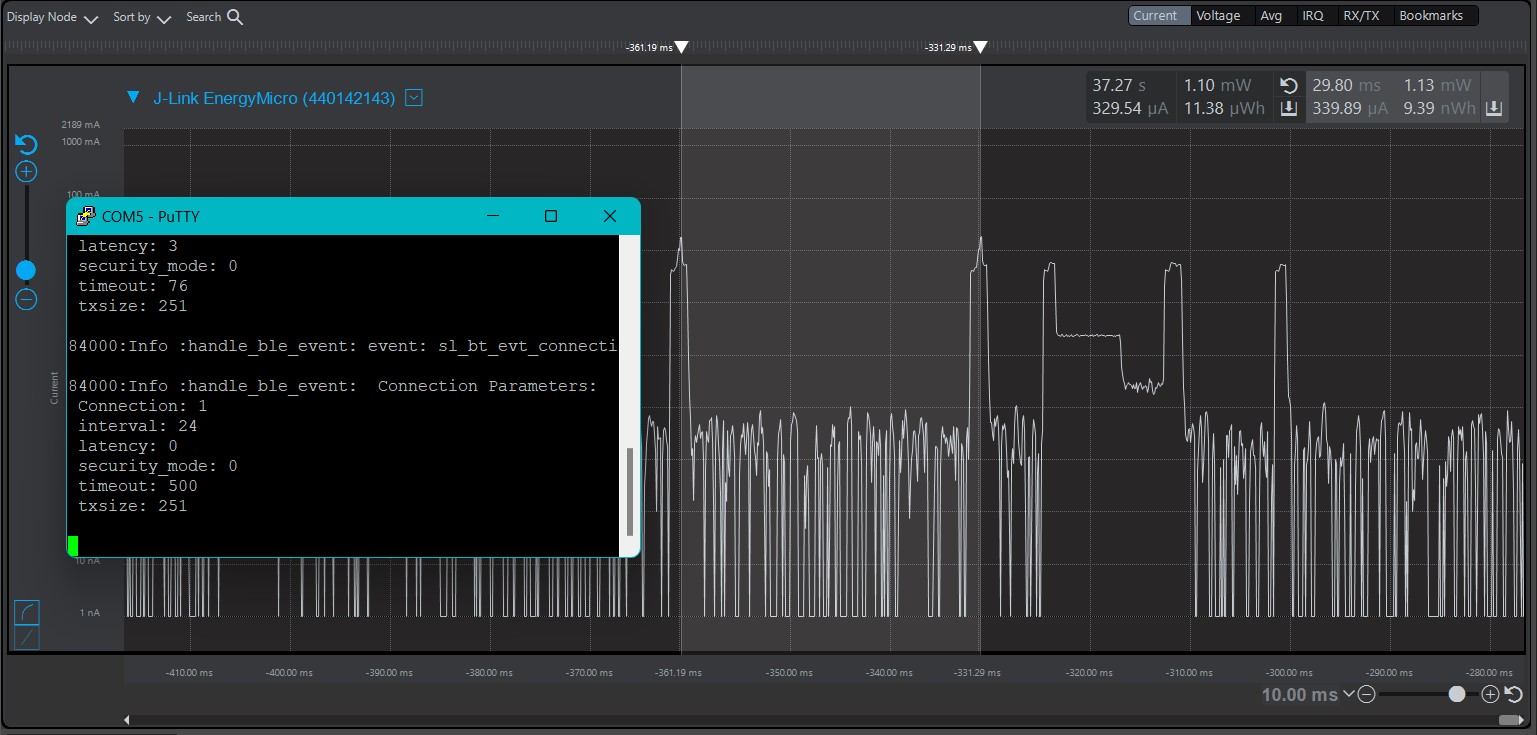 Display Node
Sort by
Search
Current Voltage Avg IRQ RX/TX Bookmarks
-361.19 ms
-331.29 ms
J-Link EnergyMicro (440142143)
37.27 s 1.10 mW 29.80 ms 1.13 mW
329.54 µA 11.38 µWh 339.89 µA 9.39 nWh
2189 mA
1000 mA
100 mA
COM5 - PuTTY
latency: 3
security_mode: 0
timeout: 76
txsize: 251
84000:Info :handle_ble_event: event: sl_bt_evt_connecti
84000:Info :handle_ble_event:  Connection Parameters:
Connection: 1
interval: 24
latency: 0
security_mode: 0
timeout: 500
txsize: 251
Current
10 nA
1 nA
-410.00 ms -400.00 ms -390.00 ms -380.00 ms -370.00 ms -361.19 ms -350.00 ms -340.00 ms -331.29 ms -320.00 ms -310.00 ms -300.00 ms -290.00 ms -280.00 ms
10.00 ms